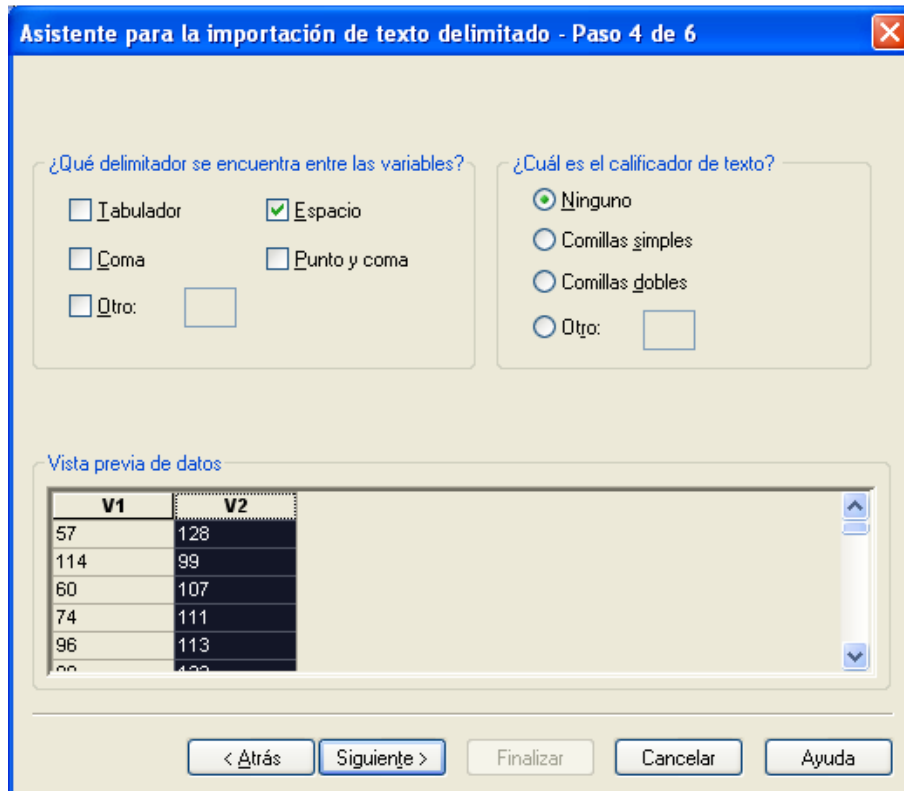 Asistente para la importación de texto delimitado - Paso 4 de 6
¿Qué delimitador se encuentra entre las variables?
Tabulador
Espacio
Coma
Punto y coma
Otro:
¿Cuál es el calificador de texto?
Ninguno
Comillas simples
Comillas dobles
Otro:
Vista previa de datos
V1 V2
57 128
114 99
60 107
74 111
96 113
< Atrás
Siguiente >
Finalizar
Cancelar
Ayuda